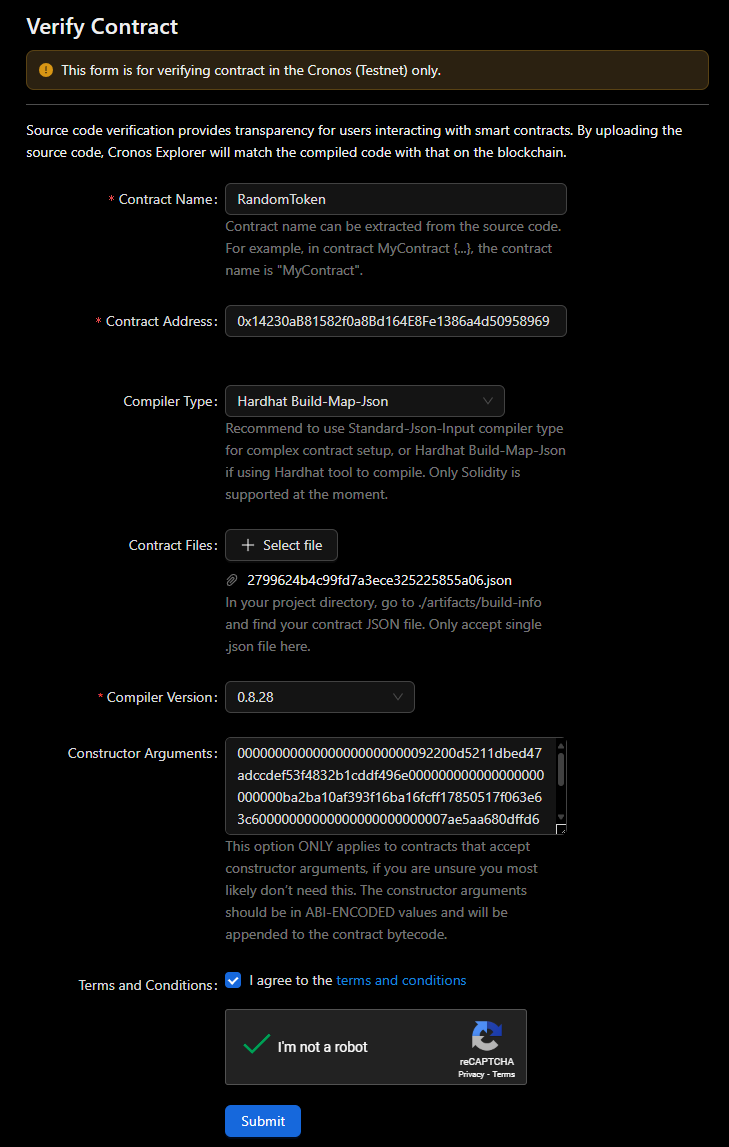 Verify Contract
This form is for verifying contract in the Cronos (Testnet) only.
Source code verification provides transparency for users interacting with smart contracts. By uploading the
source code, Cronos Explorer will match the compiled code with that on the blockchain.
* Contract Name: RandomToken
Contract name can be extracted from the source code.
For example, in contract MyContract {...}, the contract
name is "MyContract".
* Contract Address: 0x14230aB81582f0a8Bd164E8Fe1386a4d50958969
Compiler Type: Hardhat Build-Map-Json
Recommend to use Standard-Json-Input compiler type
for complex contract setup, or Hardhat Build-Map-Json
if using Hardhat tool to compile. Only Solidity is
supported at the moment.
Contract Files: + Select file
2799624b4c99fd7a3ece325225855a06.json
In your project directory, go to ./artifacts/build-info
and find your contract JSON file. Only accept single
.json file here.
* Compiler Version: 0.8.28
Constructor Arguments: 00000000000000000000000092200d5211dbed47
adccdef53f4832b1cddf496e000000000000000000
000000ba2ba10af393f16ba16fcff17850517f063e6
3c60000000000000000000000007ae5aa680dffd6
This option ONLY applies to contracts that accept
constructor arguments, if you are unsure you most
likely don't need this. The constructor arguments
should be in ABI-ENCODED values and will be
appended to the contract bytecode.
Terms and Conditions: I agree to the terms and conditions
I'm not a robot
reCAPTCHA
Privacy - Terms
Submit